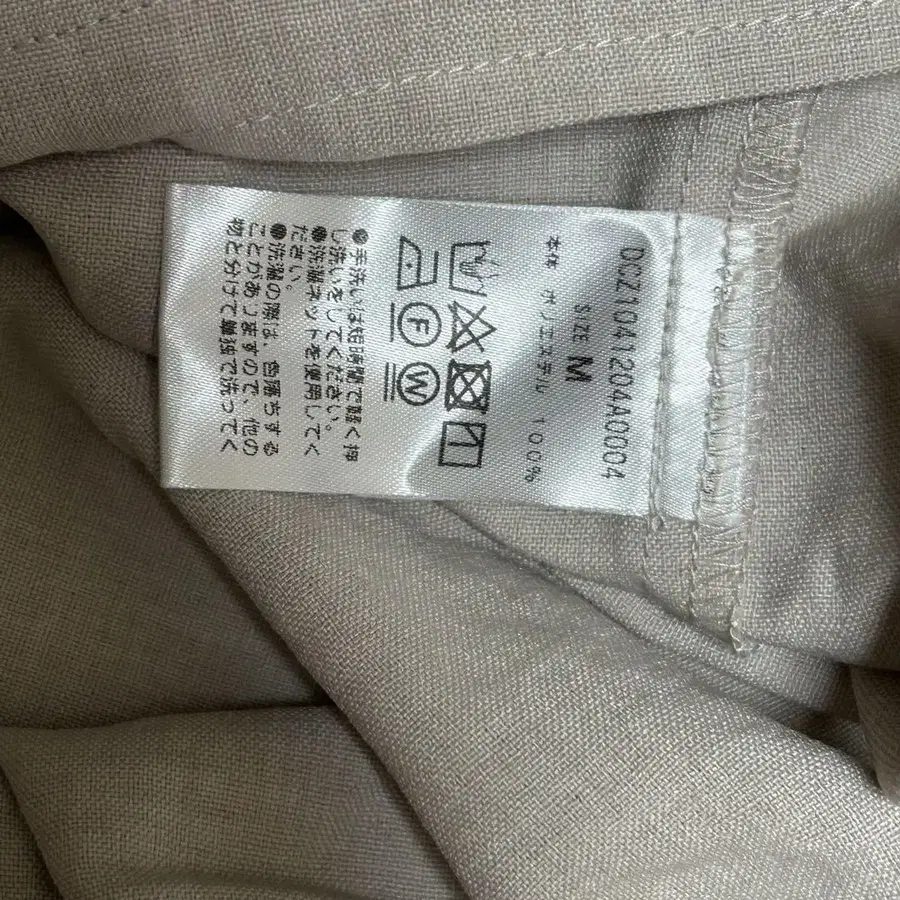 DCZ1041204A0004
SIZE M
本体 ポリエステル 100%
F
W
●手洗いは短時間で軽く押
し洗いをしてください。
●洗濯ネットを使用してく
ださい。
●洗濯の際は、色落ちする
ことがありますので、他の
物と分けて単独で洗ってく